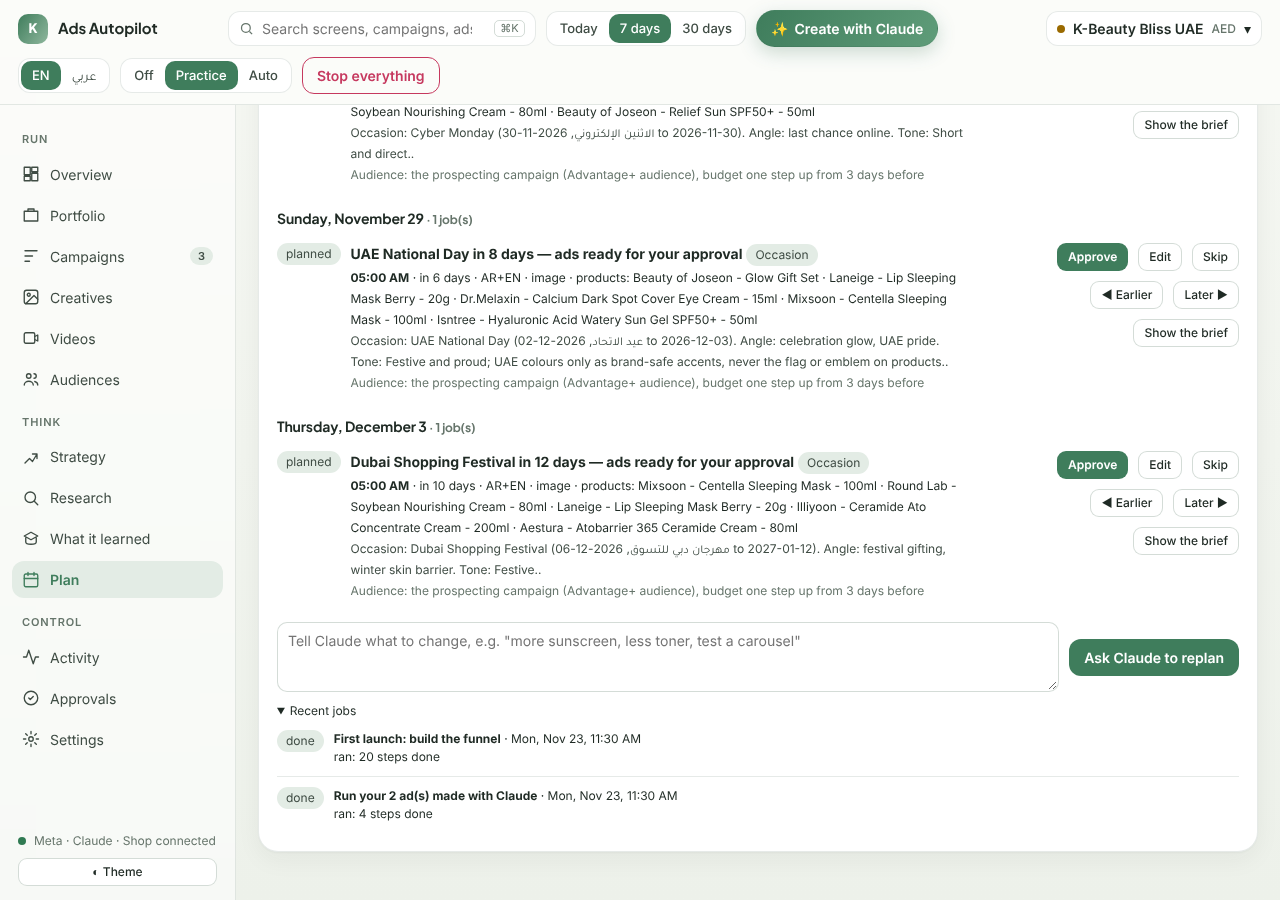 K
Ads Autopilot
Search screens, campaigns, ads
⌘K
Today
7 days
30 days
✨ Create with Claude
K-Beauty Bliss UAE AED ▾
EN
عربي
Off
Practice
Auto
Stop everything
RUN
Overview
Portfolio
Campaigns 3
Creatives
Videos
Audiences
THINK
Strategy
Research
What it learned
Plan
CONTROL
Activity
Approvals
Settings
Meta · Claude · Shop connected
Theme
Soybean Nourishing Cream - 80ml · Beauty of Joseon - Relief Sun SPF50+ - 50ml
Occasion: Cyber Monday (الاثنين الإلكتروني, 2026-11-30 to 2026-11-30). Angle: last chance online. Tone: Short
and direct..
Audience: the prospecting campaign (Advantage+ audience), budget one step up from 3 days before
Show the brief
Sunday, November 29 · 1 job(s)
planned
UAE National Day in 8 days — ads ready for your approval Occasion
05:00 AM · in 6 days · AR+EN · image · products: Beauty of Joseon - Glow Gift Set · Laneige - Lip Sleeping
Mask Berry - 20g · Dr.Melaxin - Calcium Dark Spot Cover Eye Cream - 15ml · Mixsoon - Centella Sleeping
Mask - 100ml · Isntree - Hyaluronic Acid Watery Sun Gel SPF50+ - 50ml
Occasion: UAE National Day (عيد الاتحاد, 2026-12-02 to 2026-12-03). Angle: celebration glow, UAE pride.
Tone: Festive and proud; UAE colours only as brand-safe accents, never the flag or emblem on products..
Audience: the prospecting campaign (Advantage+ audience), budget one step up from 3 days before
Approve
Edit
Skip
◀ Earlier
Later ▶
Show the brief
Thursday, December 3 · 1 job(s)
planned
Dubai Shopping Festival in 12 days — ads ready for your approval Occasion
05:00 AM · in 10 days · AR+EN · image · products: Mixsoon - Centella Sleeping Mask - 100ml · Round Lab -
Soybean Nourishing Cream - 80ml · Laneige - Lip Sleeping Mask Berry - 20g · Illiyoon - Ceramide Ato
Concentrate Cream - 200ml · Aestura - Atobarrier 365 Ceramide Cream - 80ml
Occasion: Dubai Shopping Festival (مهرجان دبي للتسوق, 2026-12-06 to 2027-01-12). Angle: festival gifting,
winter skin barrier. Tone: Festive..
Audience: the prospecting campaign (Advantage+ audience), budget one step up from 3 days before
Approve
Edit
Skip
◀ Earlier
Later ▶
Show the brief
Tell Claude what to change, e.g. "more sunscreen, less toner, test a carousel"
Ask Claude to replan
▼ Recent jobs
done
First launch: build the funnel · Mon, Nov 23, 11:30 AM
ran: 20 steps done
done
Run your 2 ad(s) made with Claude · Mon, Nov 23, 11:30 AM
ran: 4 steps done